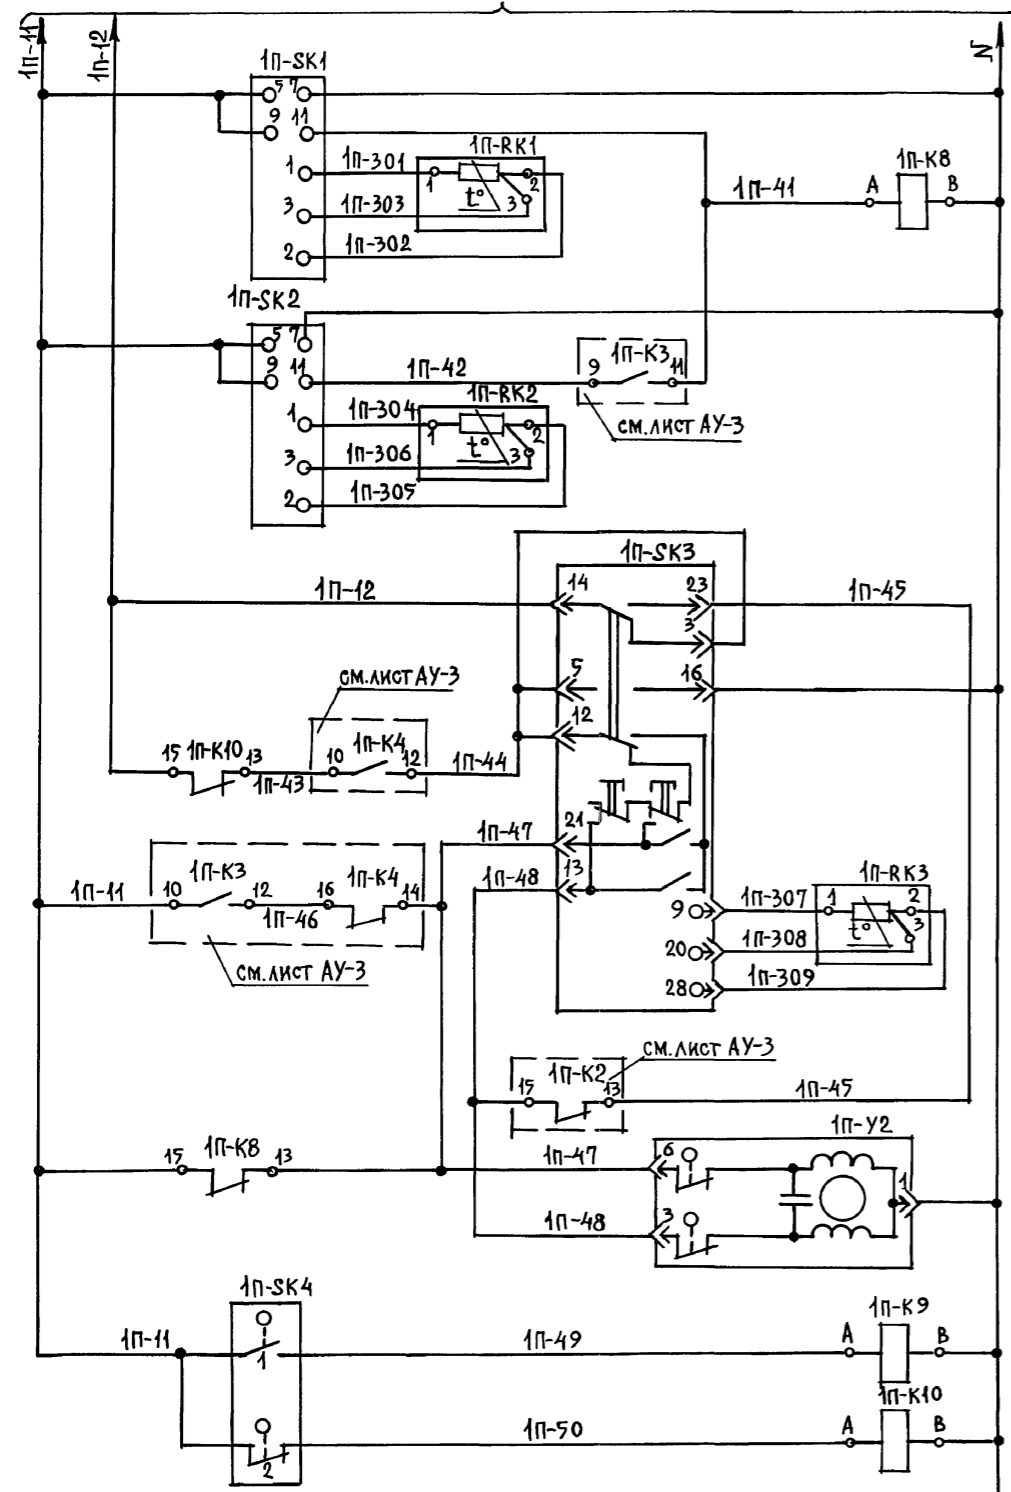 1П-11
1П-12
N
1П-SK1
5 7
9 11
1П-RK1
1П-K8
1 1П-301
1 2
3
t°
3 1П-303
1П-41
A B
2 1П-302
1П-SK2
5 7
9 11
1П-42
1П-K3
9 11
1П-RK2
1 1П-304
1 2
3
t°
см.лист АУ-3
3 1П-306
2 1П-305
1П-SK3
1П-12
14 23
1П-45
3
см.лист АУ-3
5 16
12
15 1П-K10 13
1П-43
10 1П-K4 12
1П-44
1П-47
21
1П-K3
1П-K4
1П-48
13
1П-RK3
1П-11
10 12
1П-46
16 14
9 1П-307
1 2
3
t°
20 1П-308
см.лист АУ-3
28 1П-309
см.лист АУ-3
1П-K2
15 13
1П-45
1П-Y2
1П-K8
15 13
1П-47
6
1
1П-48
3
1П-SK4
1П-K9
1П-11
1
1П-49
A B
1П-K10
2
1П-50
A B